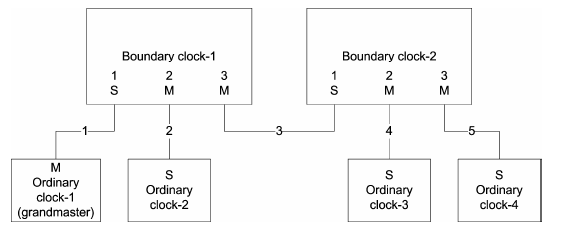 Boundary clock-1
1 2 3
S M M
Boundary clock-2
1 2 3
S M M
1 2 3 4 5
M
Ordinary
clock-1
(grandmaster)
S
Ordinary
clock-2
S
Ordinary
clock-3
S
Ordinary
clock-4